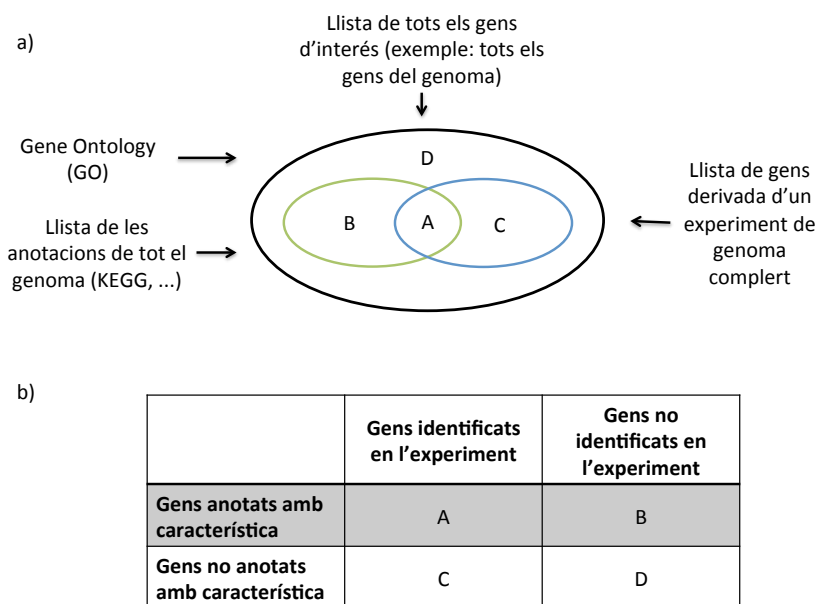 a)
Llista de tots els gens
d'interés (exemple: tots els
gens del genoma)
Gene Ontology
(GO)
Llista de les
anotacions de tot el
genoma (KEGG, ...)
D
B
A
C
Llista de gens
derivada d'un
experiment de
genoma
complert
b)
Gens identificats
en l'experiment
Gens no
identificats en
l'experiment
Gens anotats amb
característica
A
B
Gens no anotats
amb característica
C
D